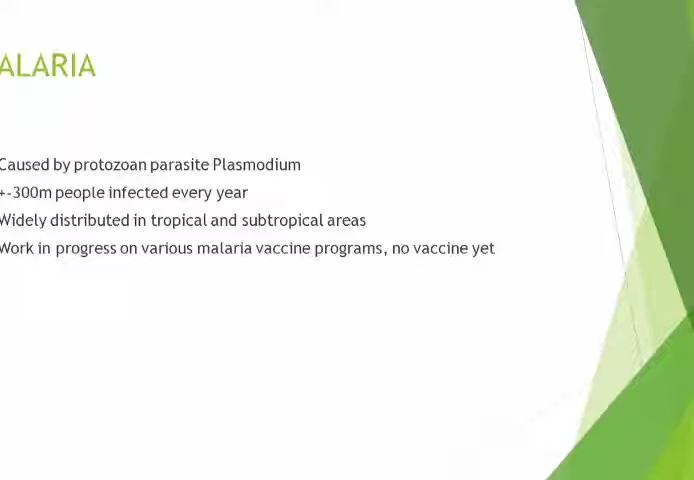 ALARIA
Caused by protozoan parasite Plasmodium
+-300m people infected every year
Widely distributed in tropical and subtropical areas
Work in progress on various malaria vaccine programs, no vaccine yet